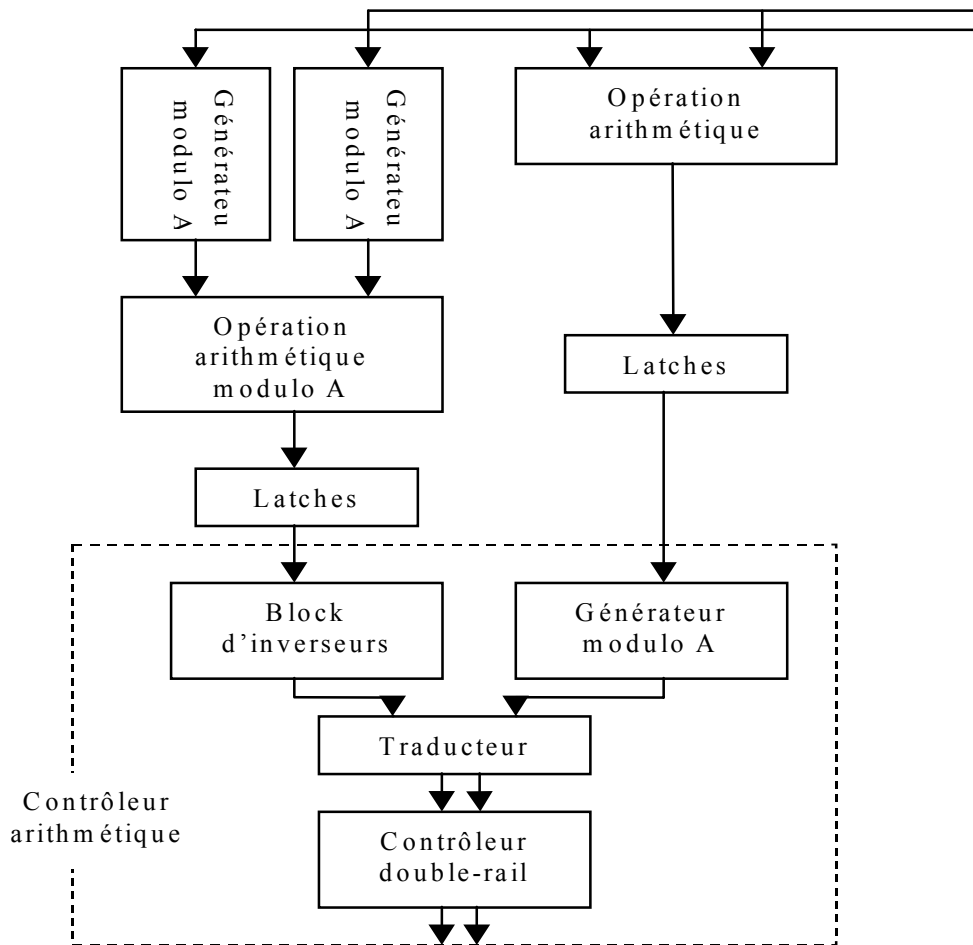 Générateu
modulo A
Générateu
modulo A
Opération
arithmétique
Opération
arithmétique
modulo A
Latches
Latches
Block
d'inverseurs
Générateur
modulo A
Traducteur
Contrôleur
arithmétique
Contrôleur
double-rail